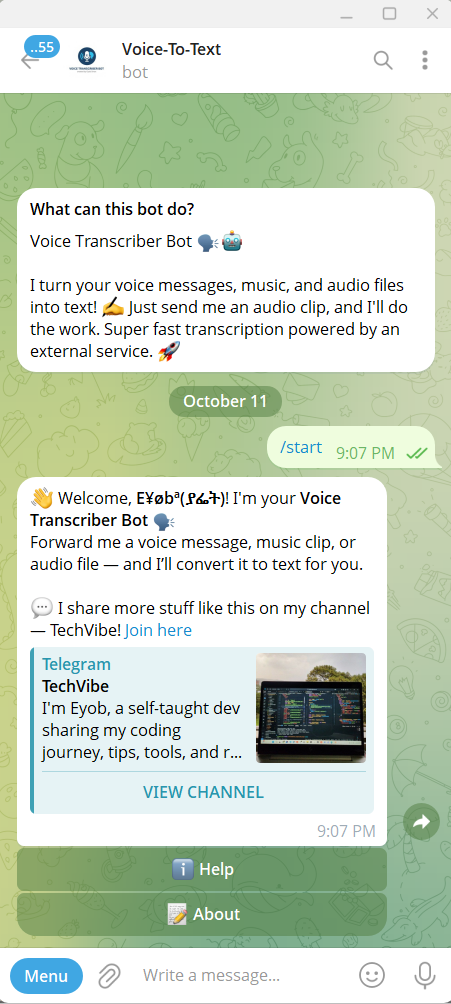 ..55
Voice-To-Text
bot
What can this bot do?
Voice Transcriber Bot 🗣️🤖
I turn your voice messages, music, and audio files
into text! ✍️ Just send me an audio clip, and I'll do
the work. Super fast transcription powered by an
external service. 🚀
October 11
/start 9:07 PM
👋 Welcome, E¥øbª(ያፌት)! I'm your Voice
Transcriber Bot 🗣️
Forward me a voice message, music clip, or
audio file — and I’ll convert it to text for you.
💬 I share more stuff like this on my channel
— TechVibe! Join here
Telegram
TechVibe
I'm Eyob, a self-taught dev
sharing my coding
journey, tips, tools, and r...
VIEW CHANNEL
9:07 PM
ℹ️ Help
📝 About
Menu
Write a message...